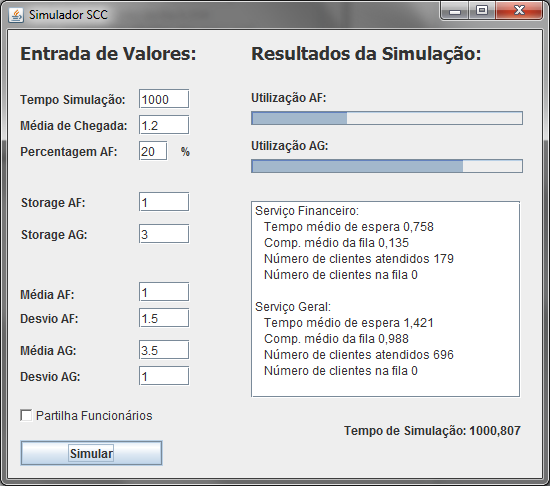 Simulador SCC
Entrada de Valores:
Tempo Simulação: 1000
Média de Chegada: 1.2
Percentagem AF: 20 %
Storage AF: 1
Storage AG: 3
Média AF: 1
Desvio AF: 1.5
Média AG: 3.5
Desvio AG: 1
Partilha Funcionários
Simular
Resultados da Simulação:
Utilização AF:
Utilização AG:
Serviço Financeiro:
Tempo médio de espera 0,758
Comp. médio da fila 0,135
Número de clientes atendidos 179
Número de clientes na fila 0
Serviço Geral:
Tempo médio de espera 1,421
Comp. médio da fila 0,988
Número de clientes atendidos 696
Número de clientes na fila 0
Tempo de Simulação: 1000,807